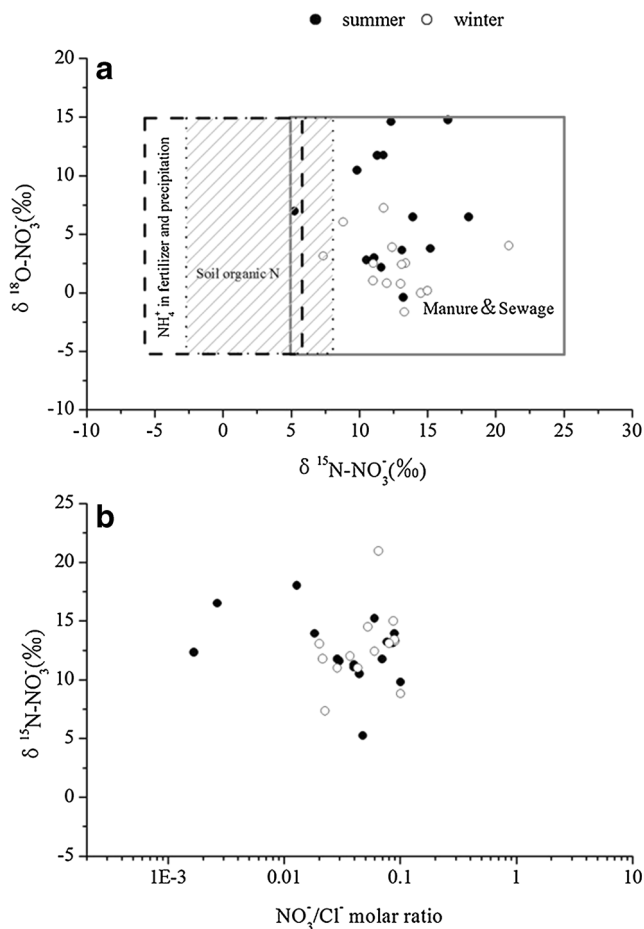 ● summer ○ winter
a
20
15
10
5
0
-5
-10
δ ¹⁸O-NO₃⁻(‰)
NH₄⁺ in fertilizer and precipitation
Soil organic N
Manure & Sewage
-10 -5 0 5 10 15 20 25 30
δ ¹⁵N-NO₃⁻(‰)
b
25
20
15
10
5
0
-5
δ ¹⁵N-NO₃⁻(‰)
1E-3 0.01 0.1 1 10
NO₃⁻/Cl⁻ molar ratio